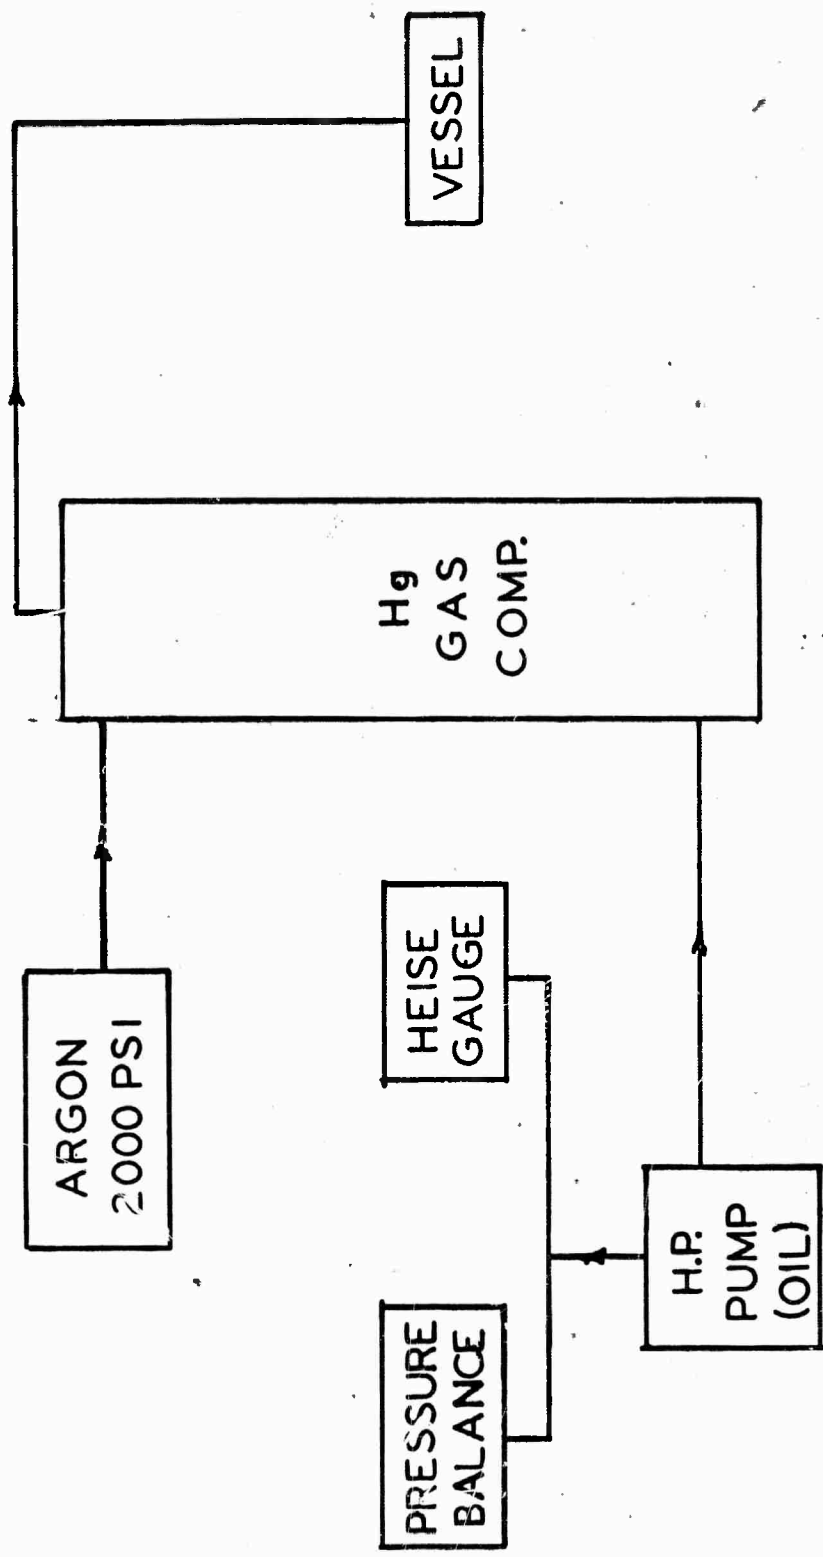 ARGON
2000 PSI
PRESSURE
BALANCE
HEISE
GAUGE
H.P.
PUMP
(OIL)
Hg
GAS
COMP.
VESSEL